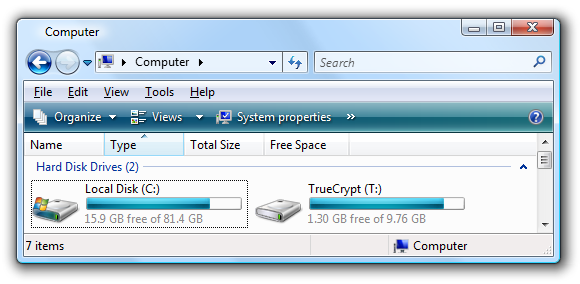 Computer
Computer Search
File Edit View Tools Help
Organize Views System properties » ?
Name Type Total Size Free Space
Hard Disk Drives (2)
Local Disk (C:) TrueCrypt (T:)
15.9 GB free of 81.4 GB 1.30 GB free of 9.76 GB
7 items Computer